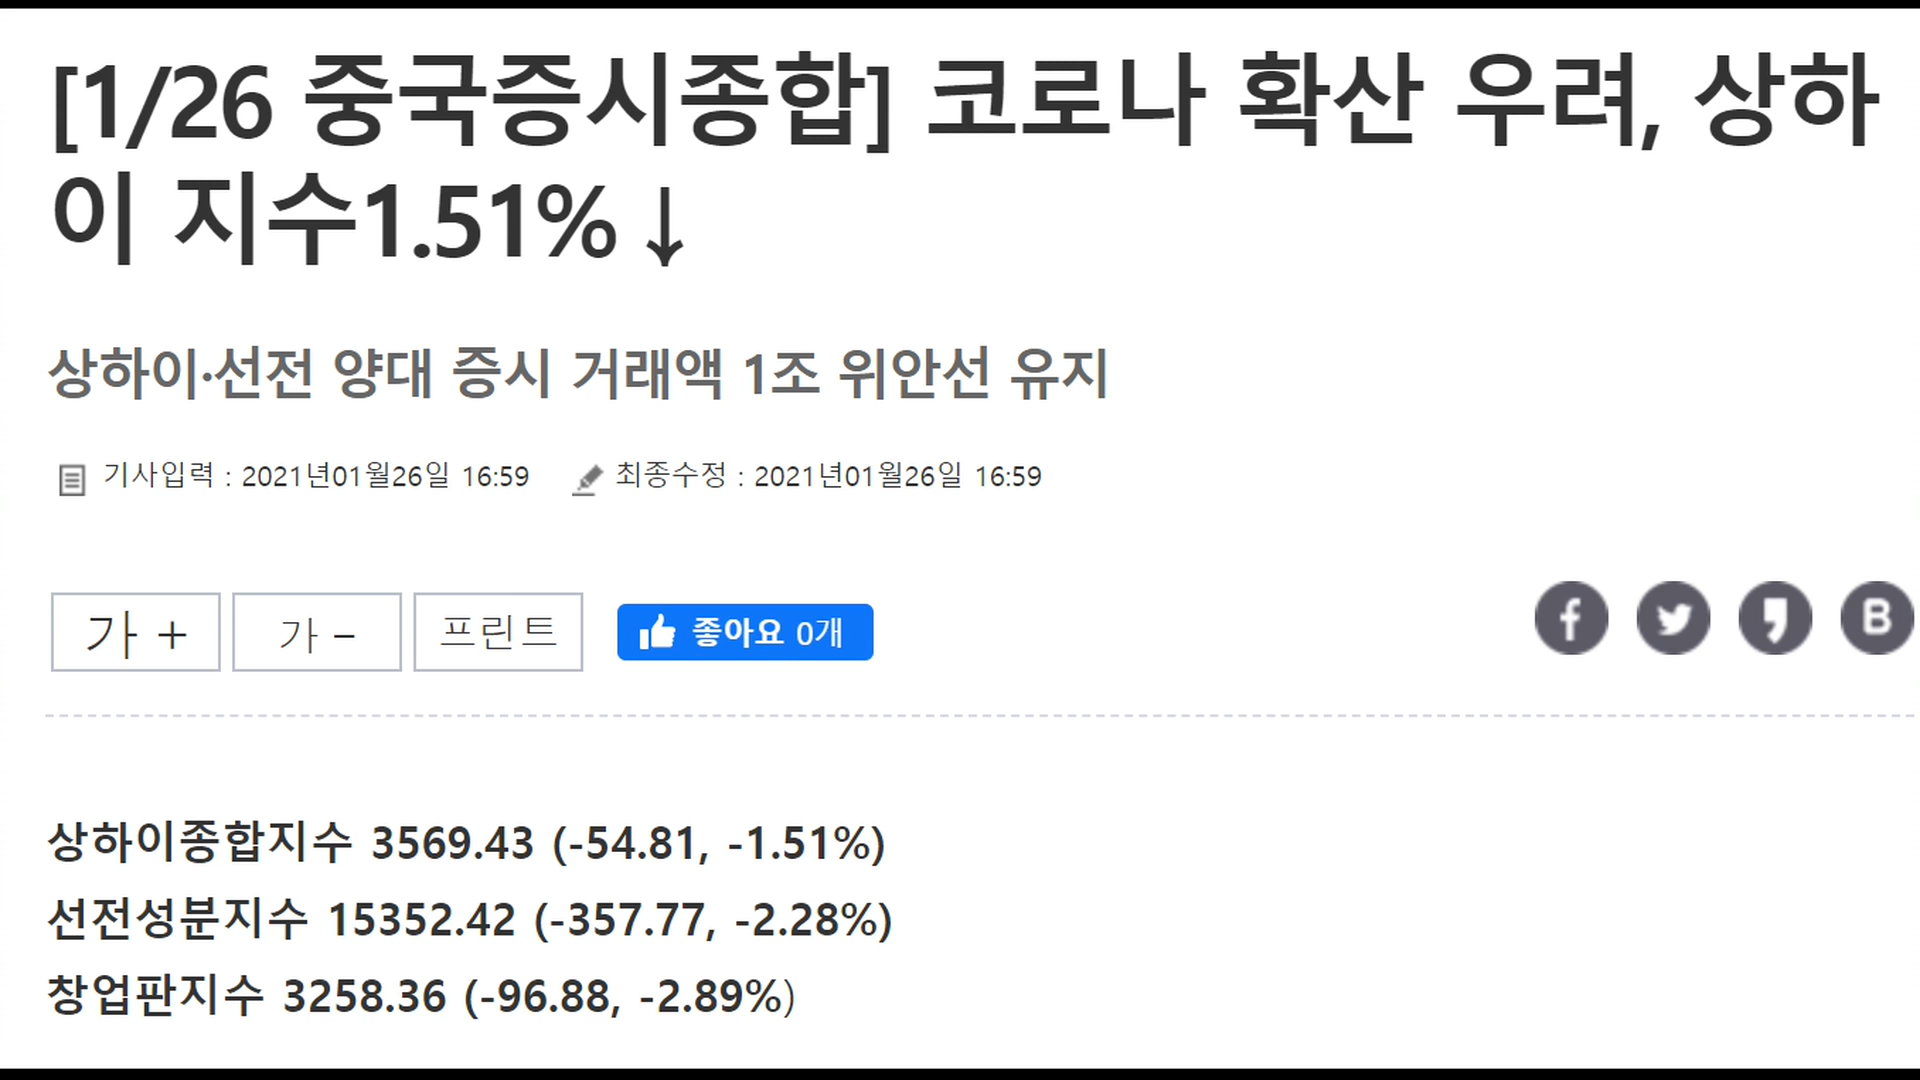 [1/26 중국증시종합] 코로나 확산 우려, 상하
이 지수1.51%↓
상하이·선전 양대 증시 거래액 1조 위안선 유지
기사입력 : 2021년01월26일 16:59 최종수정 : 2021년01월26일 16:59
가 + 가 - 프린트 좋아요 0개 B
상하이종합지수 3569.43 (-54.81, -1.51%)
선전성분지수 15352.42 (-357.77, -2.28%)
창업판지수 3258.36 (-96.88, -2.89%)